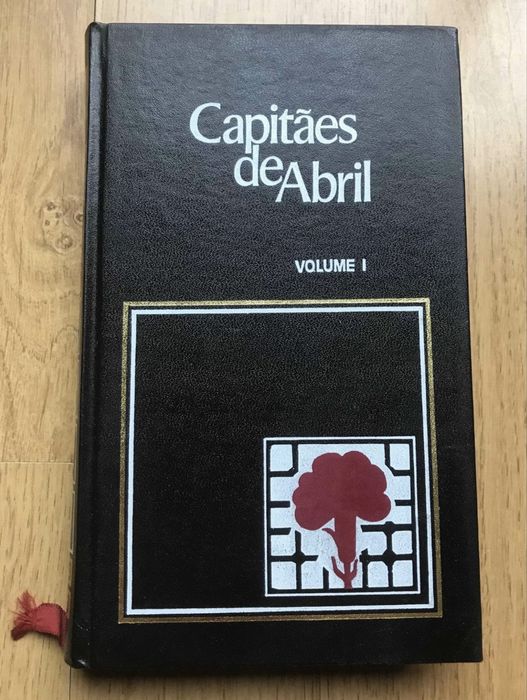 Capitães
de Abril
VOLUME I